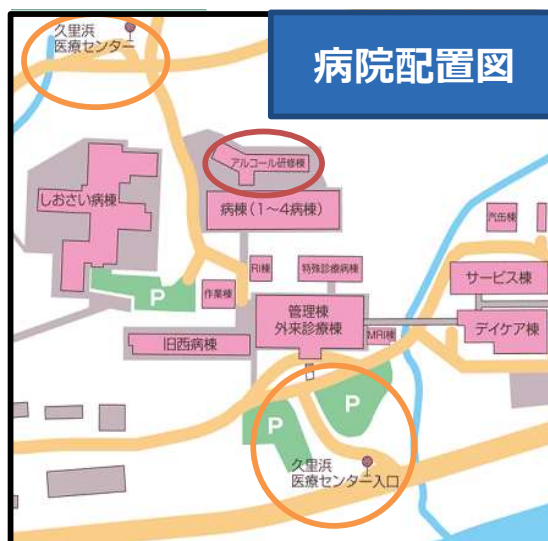 久里浜
医療センター
病院配置図
アルコール研修棟
しおさい病棟
病棟(1～4病棟)
汽缶棟
RI棟
特殊診療病棟
サービス棟
P
作業棟
管理棟
外来診療棟
MRI棟
デイケア棟
旧西病棟
P
P
久里浜
医療センター入口